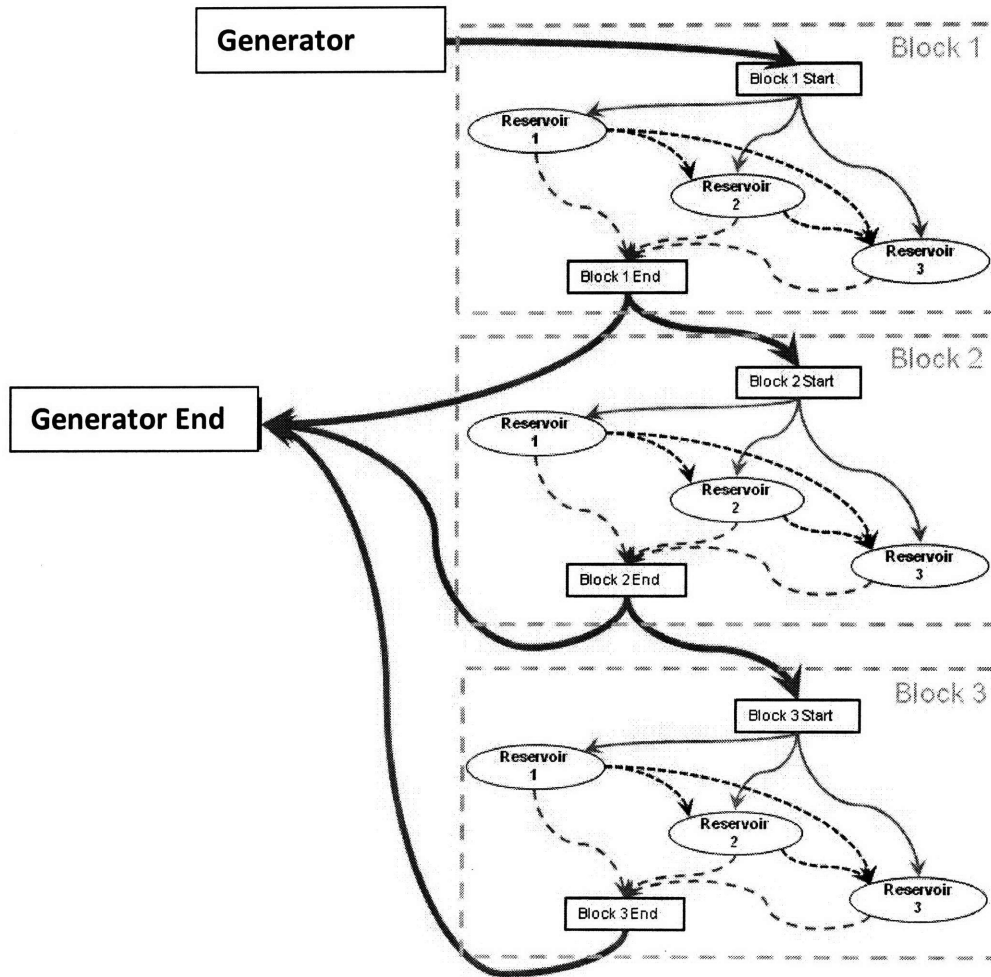 Generator
Block 1
Block 1 Start
Reservoir
1
Reservoir
2
Reservoir
3
Block 1 End
Block 2
Block 2 Start
Generator End
Reservoir
1
Reservoir
2
Reservoir
3
Block 2 End
Block 3
Block 3 Start
Reservoir
1
Reservoir
2
Reservoir
3
Block 3 End